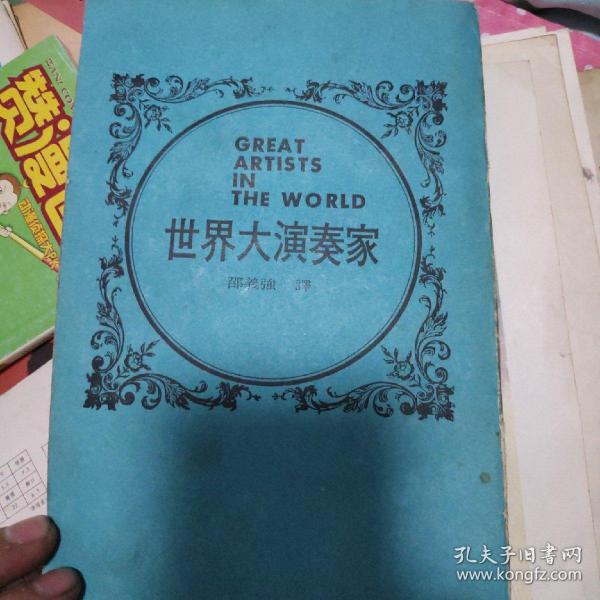 GREAT
ARTISTS
IN
THE WORLD
世界大演奏家
邵義強 譯
孔夫子旧书网
www.kongfz.com